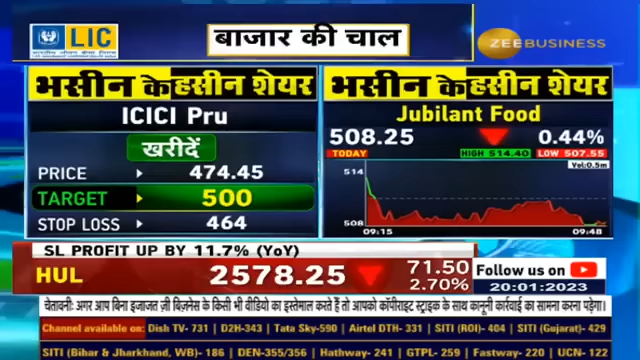 LIC
बाजार की चाल
ZEEBUSINESS
भसीन के हसीन शेयर
ICICI Pru
खरीदें
PRICE 474.45
TARGET 500
STOP LOSS 464
भसीन के हसीन शेयर
Jubilant Food
508.25 0.44%
TODAY HIGH 514.40 LOW 507.55
Vol:0.5m
514
508
09:15 09:48
SL PROFIT UP BY 11.7% (YoY)
HUL 2578.25 71.50 2.70%
Follow us on
20:01:2023
चेतावनी: अगर आप बिना इजाजत ज़ी बिज़नेस के किसी भी वीडियो का इस्तेमाल करते हैं तो आपको कॉपीराइट स्ट्राइक के साथ कानूनी कार्रवाई का सामना करना पड़ेगा।
Channel available on: Dish TV- 731 | D2H-343 | Tata Sky-590 | Airtel DTH- 331 | SITI (ROI) - 404 | SITI (Gujarat) - 429
SITI (Bihar & Jharkhand, WB)- 186 | DEN-355/356 | Hathway- 241 | GTPL- 259 | Fastway- 220 | UCN- 122